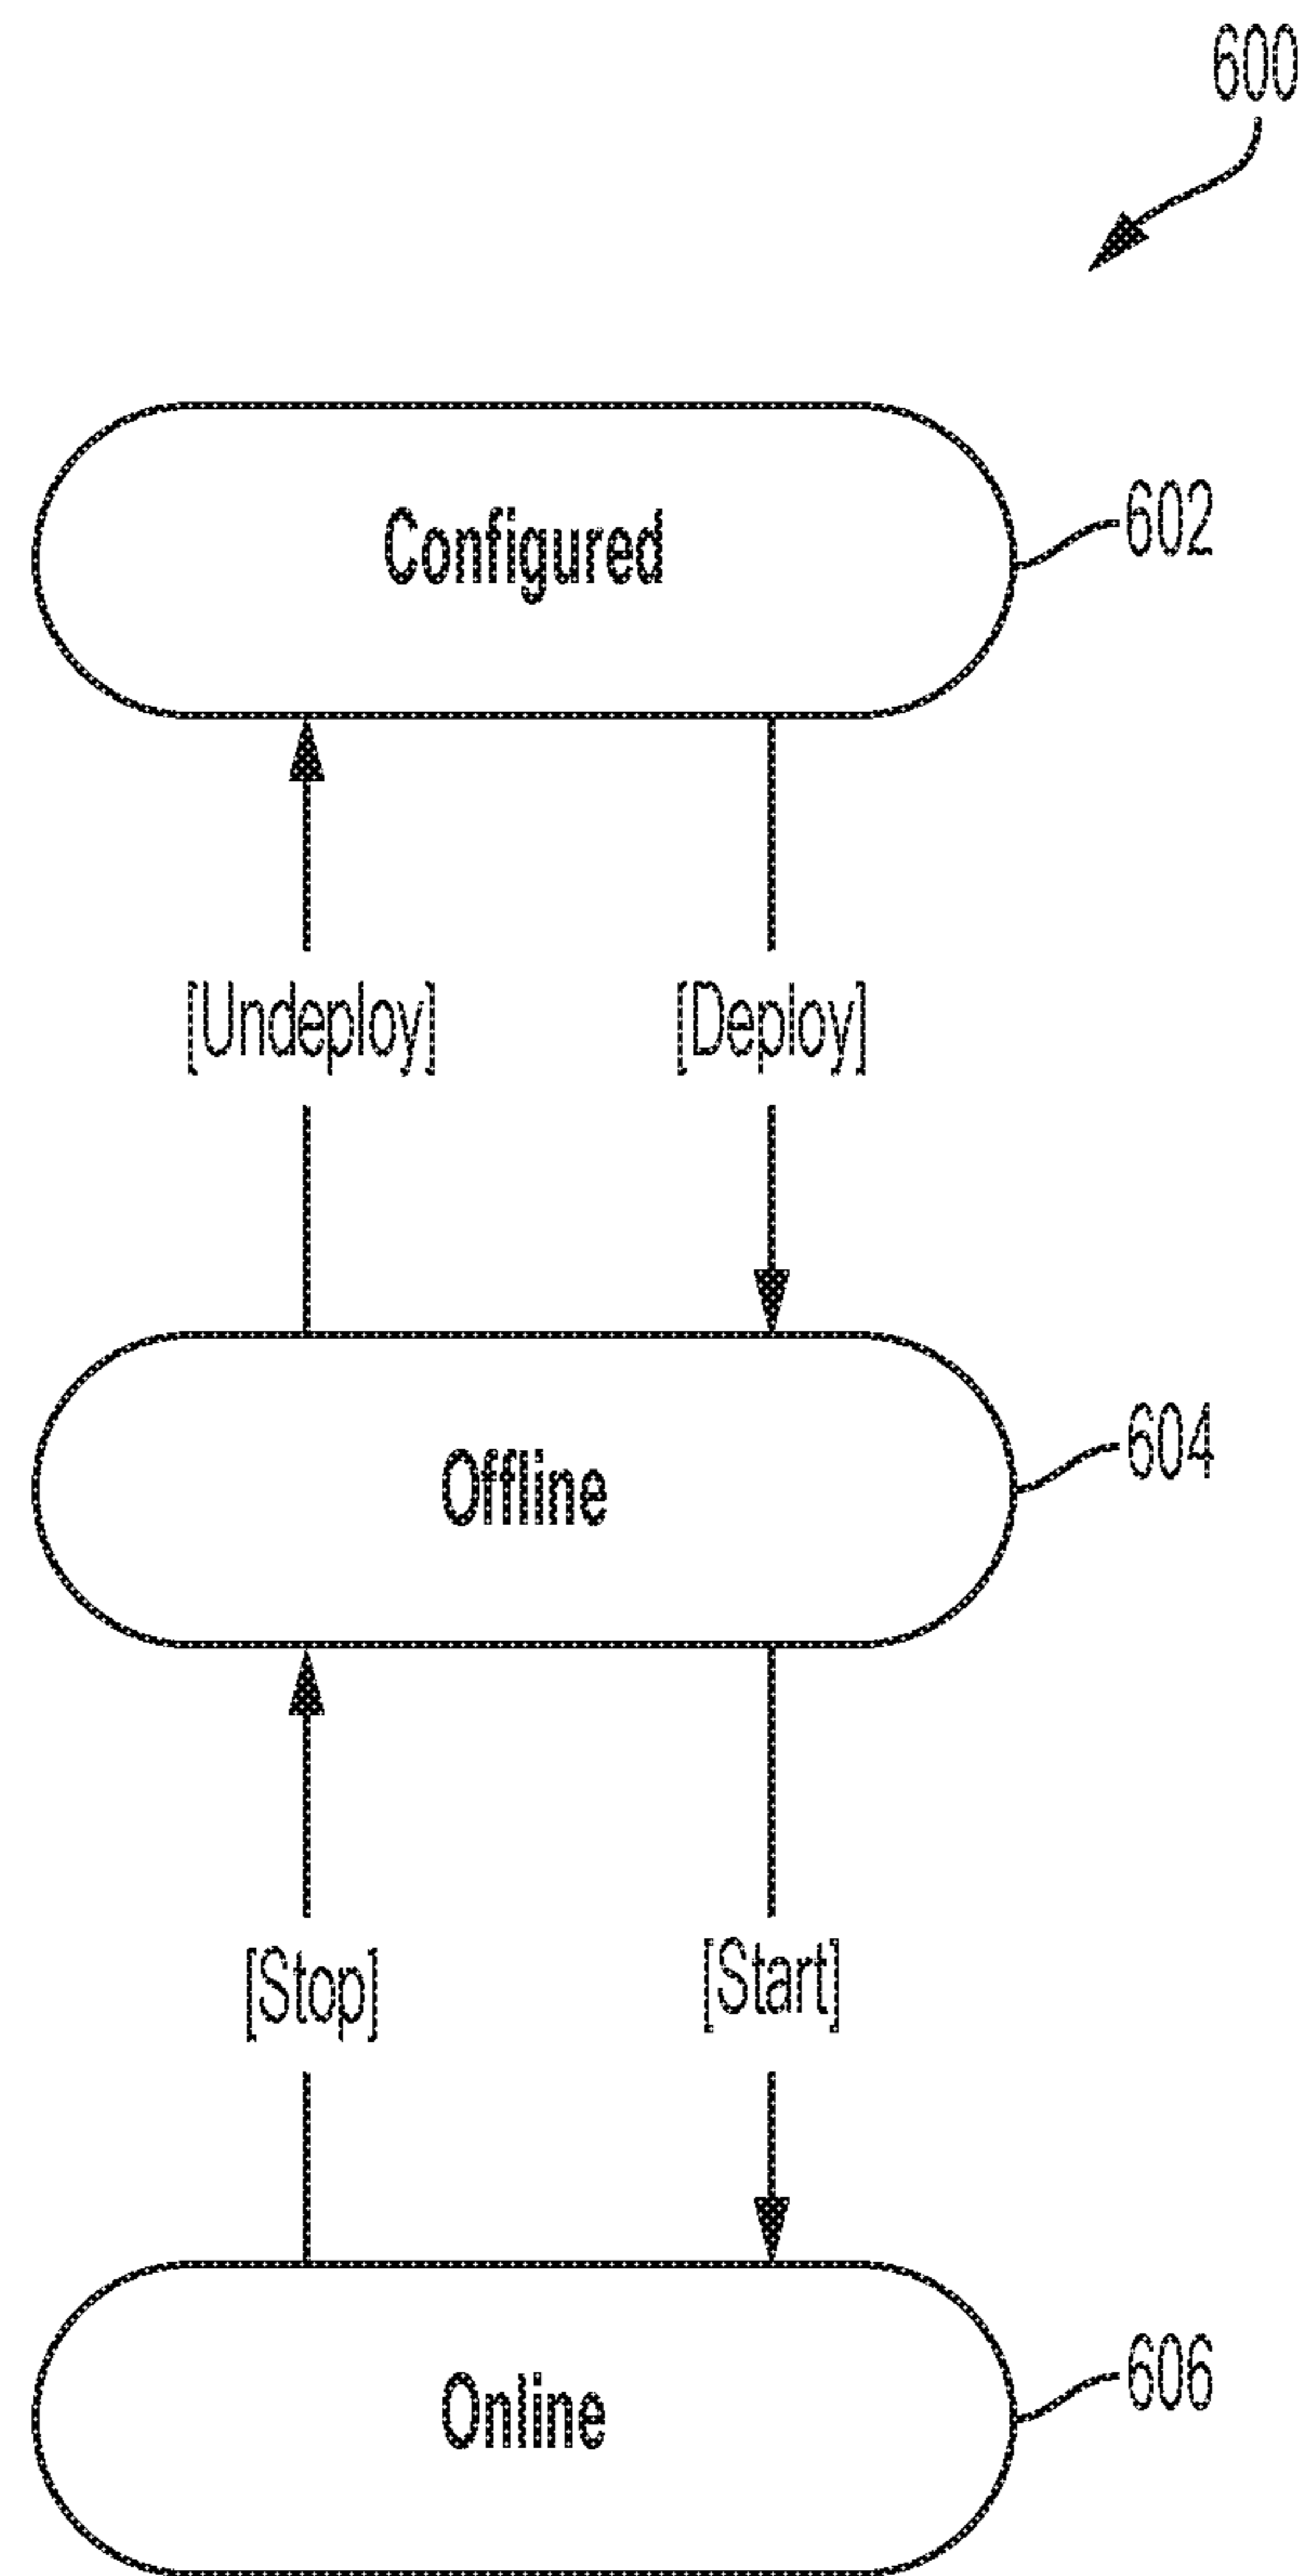 600
Configured
602
[Undeploy] [Deploy]
Offline
604
[Stop] [Start]
Online
606